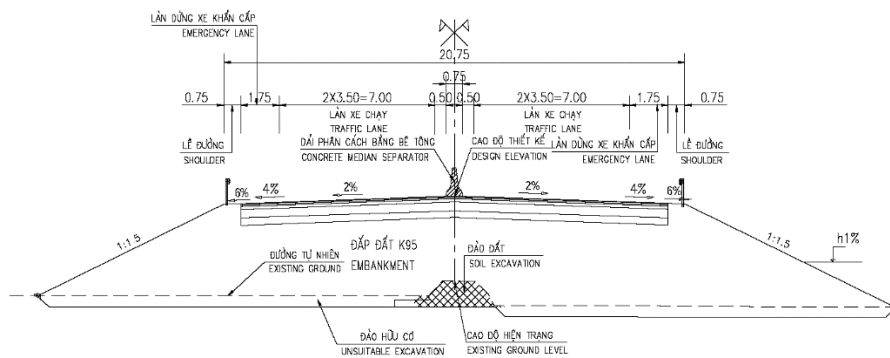 LÀN DỪNG XE KHẨN CẤP
EMERGENCY LANE
20,75
0.75
0.75
1.75
2X3.50=7.00
0.50
0.50
2X3.50=7.00
1.75
0.75
LÀN XE CHẠY
TRAFFIC LANE
LÀN XE CHẠY
TRAFFIC LANE
LỀ ĐƯỜNG
SHOULDER
DẢI PHÂN CÁCH BẰNG BÊ TÔNG
CONCRETE MEDIAN SEPARATOR
CAO ĐỘ THIẾT KẾ
DESIGN ELEVATION
LÀN DỪNG XE KHẨN CẤP
EMERGENCY LANE
LỀ ĐƯỜNG
SHOULDER
6%
4%
2%
2%
4%
6%
1:1.5
1:1.5
h1%
ĐƯỜNG TỰ NHIÊN
EXISTING GROUND
ĐẮP ĐẤT K95
EMBANKMENT
ĐÀO ĐẤT
SOIL EXCAVATION
ĐÀO HỮU CƠ
UNSUITABLE EXCAVATION
CAO ĐỘ HIỆN TRẠNG
EXISTING GROUND LEVEL